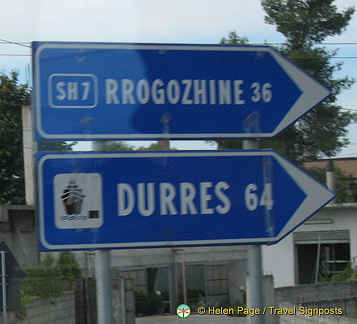 SH7 RROGOZHINE 36
DURRES 64
© Helen Page / Travel Signposts